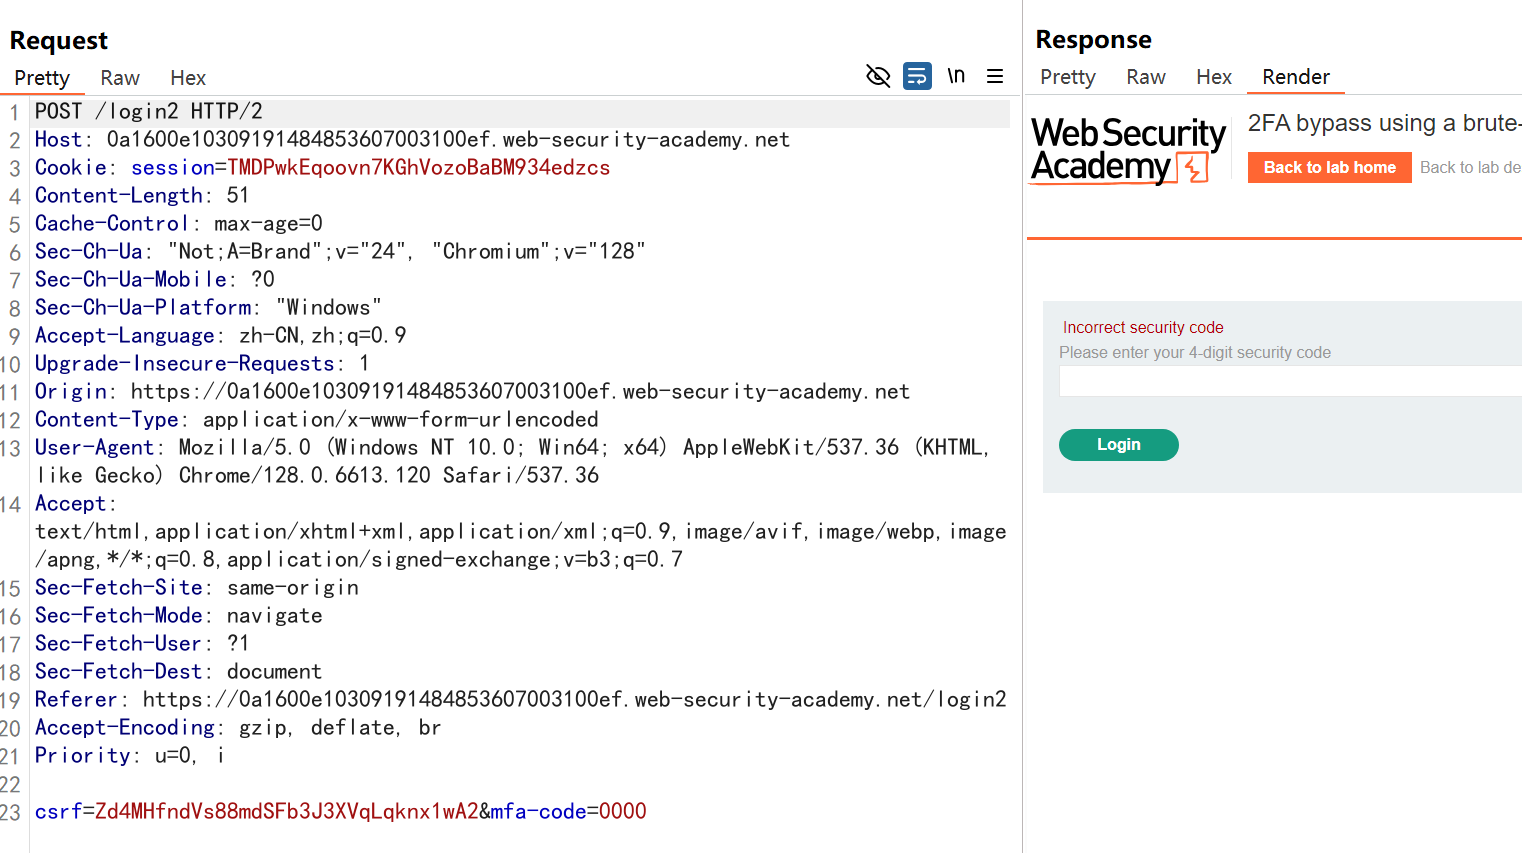 Request
Pretty Raw Hex
\n
1 POST /login2 HTTP/2
2 Host: 0a1600e10309191484853607003100ef.web-security-academy.net
3 Cookie: session=TMDPwkEqoovn7KGhVozoBaBM934edzcs
4 Content-Length: 51
5 Cache-Control: max-age=0
6 Sec-Ch-Ua: "Not;A=Brand";v="24", "Chromium";v="128"
7 Sec-Ch-Ua-Mobile: ?0
8 Sec-Ch-Ua-Platform: "Windows"
9 Accept-Language: zh-CN,zh;q=0.9
10 Upgrade-Insecure-Requests: 1
11 Origin: https://0a1600e10309191484853607003100ef.web-security-academy.net
12 Content-Type: application/x-www-form-urlencoded
13 User-Agent: Mozilla/5.0 (Windows NT 10.0; Win64; x64) AppleWebKit/537.36 (KHTML,
like Gecko) Chrome/128.0.6613.120 Safari/537.36
14 Accept:
text/html,application/xhtml+xml,application/xml;q=0.9,image/avif,image/webp,image
/apng,*/*;q=0.8,application/signed-exchange;v=b3;q=0.7
15 Sec-Fetch-Site: same-origin
16 Sec-Fetch-Mode: navigate
17 Sec-Fetch-User: ?1
18 Sec-Fetch-Dest: document
19 Referer: https://0a1600e10309191484853607003100ef.web-security-academy.net/login2
20 Accept-Encoding: gzip, deflate, br
21 Priority: u=0, i
22
23 csrf=Zd4MHfndVs88mdSFb3J3XVqLqknx1wA2&mfa-code=0000
Response
Pretty Raw Hex Render
Web Security
Academy
2FA bypass using a brute-
Back to lab home Back to lab de
Incorrect security code
Please enter your 4-digit security code
Login